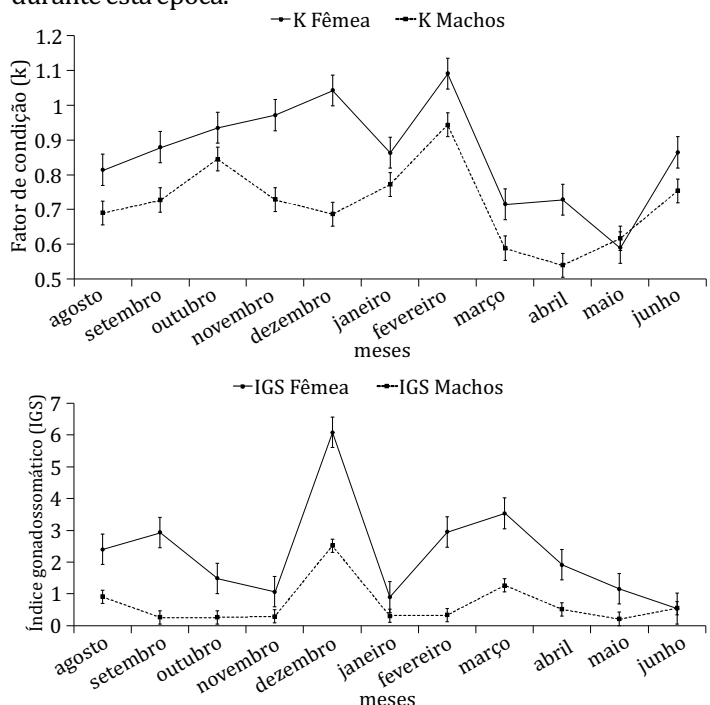 durante esta época.
K Fêmea K Machos
Fator de condição (k)
1.2
1.1
1
0.9
0.8
0.7
0.6
0.5
agosto setembro outubro novembro dezembro janeiro fevereiro março abril maio junho
meses
IGS Fêmea IGS Machos
Índice gonadossomático (IGS)
7
6
5
4
3
2
1
0
agosto setembro outubro novembro dezembro janeiro fevereiro março abril maio junho
meses